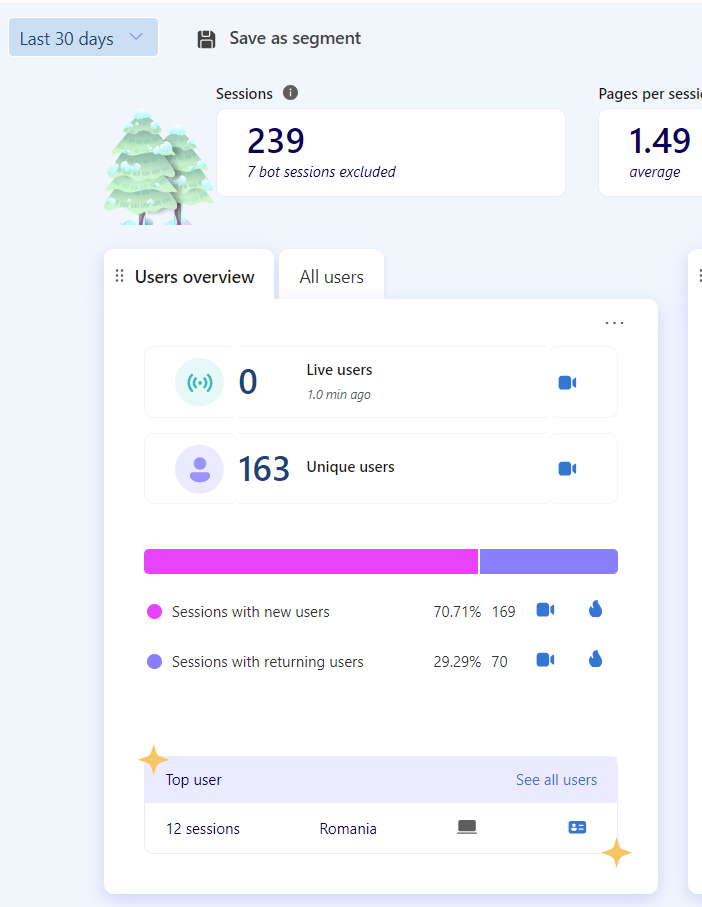 Last 30 days
Save as segment
Sessions
Pages per sessi
239
7 bot sessions excluded
1.49
average
Users overview
All users
0
Live users
1.0 min ago
163
Unique users
Sessions with new users 70.71% 169
Sessions with returning users 29.29% 70
Top user
See all users
12 sessions Romania